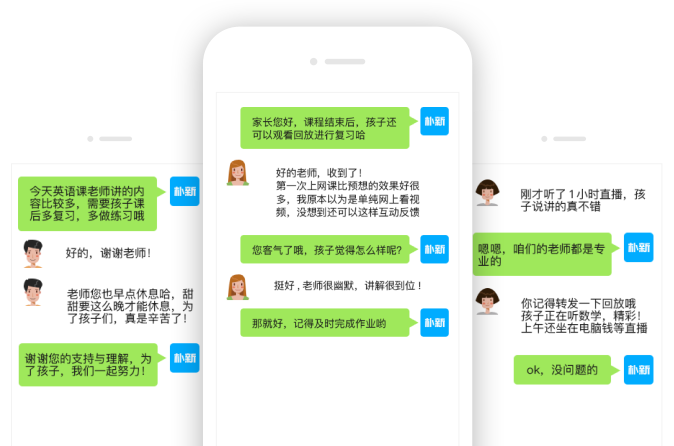 今天英语课老师讲的内
容比较多，需要孩子课
后多复习，多做练习哦
朴新
好的，谢谢老师！
老师您也早点休息哈，甜
甜要这么晚才能休息，为
了孩子们，真是辛苦了！
谢谢您的支持与理解，为
了孩子，我们一起努力！
朴新
家长您好，课程结束后，孩子还
可以观看回放进行复习哈
朴新
好的老师，收到了！
第一次上网课比预想的效果好很
多，我原本以为是单纯网上看视
频，没想到还可以这样互动反馈
您客气了哦，孩子觉得怎么样呢?
朴新
挺好，老师很幽默，讲解很到位！
那就好，记得及时完成作业哟
朴新
刚才听了1小时直播，孩
子说讲的真不错
嗯嗯，咱们的老师都是专
业的
朴新
你记得转发一下回放哦
孩子正在听数学，精彩！
上午还坐在电脑钱等直播
ok，没问题的
朴新